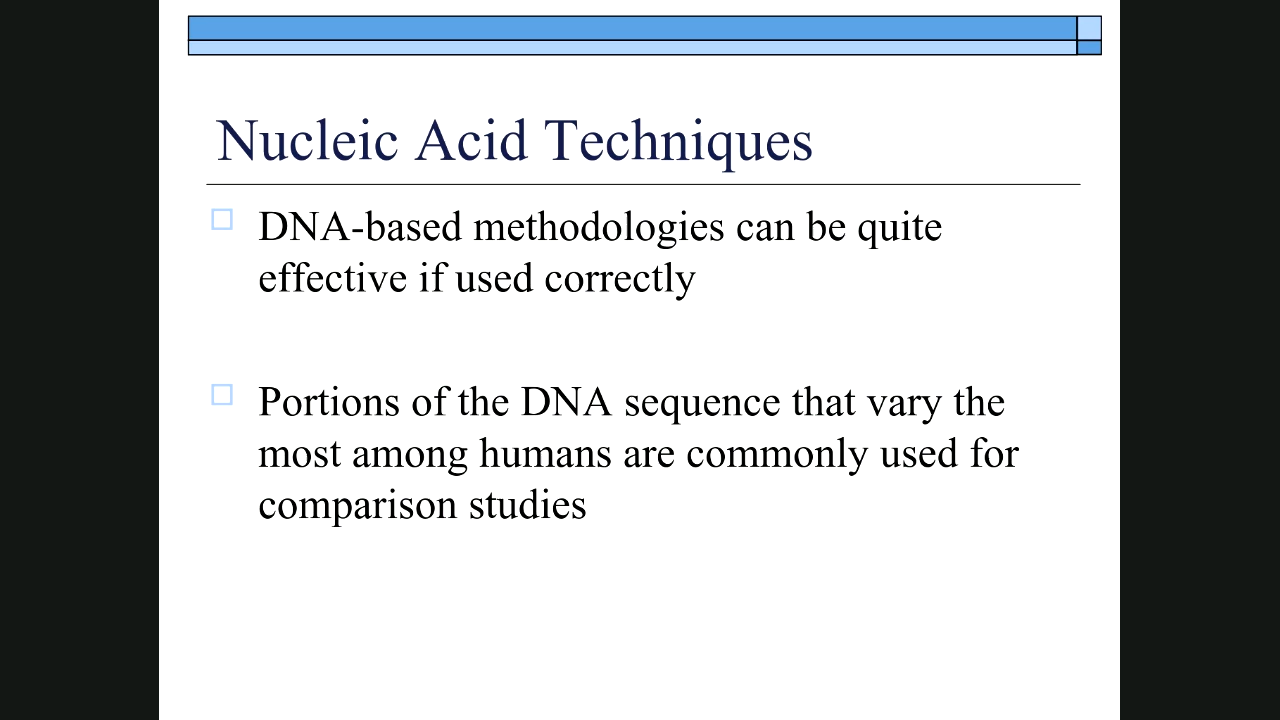 Nucleic Acid Techniques
DNA-based methodologies can be quite
effective if used correctly
Portions of the DNA sequence that vary the
most among humans are commonly used for
comparison studies